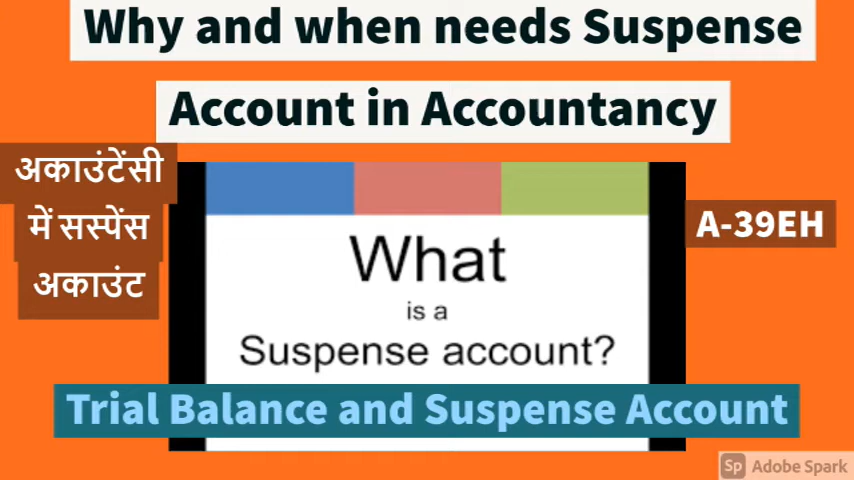 Why and when needs Suspense
Account in Accountancy
अकाउंटेंसी
में सस्पेंस
अकाउंट
A-39EH
What
is a
Suspense account?
Trial Balance and Suspense Account
Sp Adobe Spark